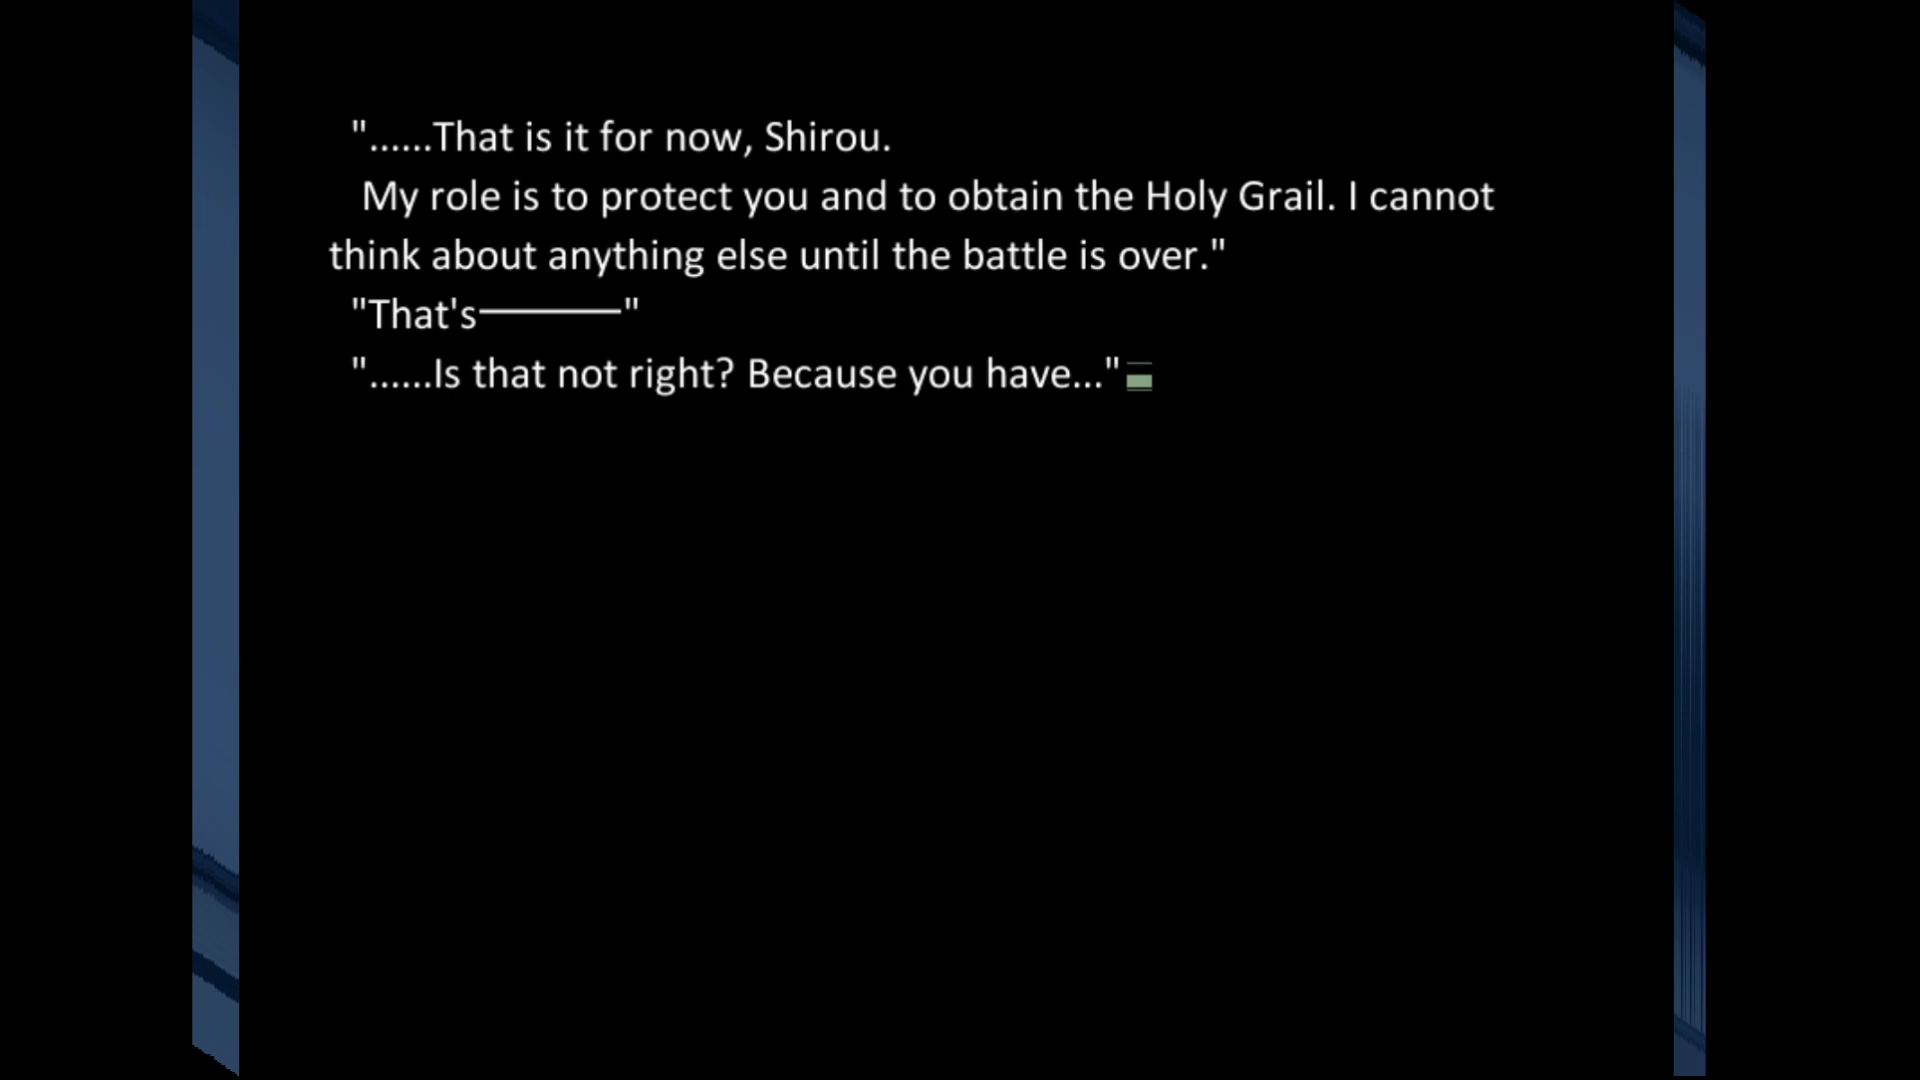 "......That is it for now, Shirou.
My role is to protect you and to obtain the Holy Grail. I cannot
think about anything else until the battle is over."
"That's————"
"......Is that not right? Because you have..."